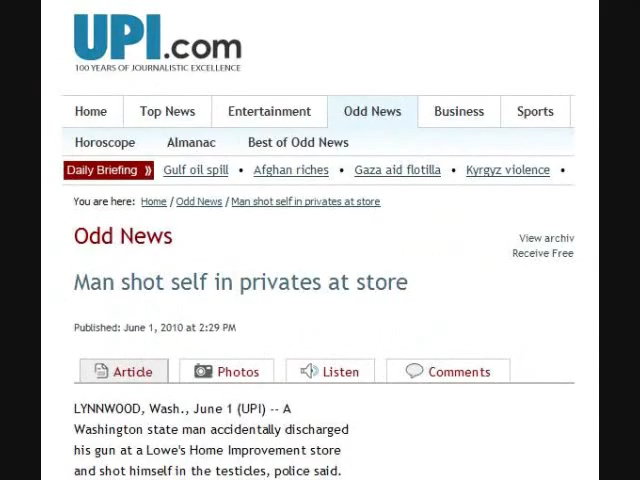 UPI.com
100 YEARS OF JOURNALISTIC EXCELLENCE
Home Top News Entertainment Odd News Business Sports
Horoscope Almanac Best of Odd News
Daily Briefing Gulf oil spill • Afghan riches • Gaza aid flotilla • Kyrgyz violence •
You are here: Home / Odd News / Man shot self in privates at store
Odd News
View archiv
Receive Free
Man shot self in privates at store
Published: June 1, 2010 at 2:29 PM
Article Photos Listen Comments
LYNNWOOD, Wash., June 1 (UPI) -- A
Washington state man accidentally discharged
his gun at a Lowe's Home Improvement store
and shot himself in the testicles, police said.